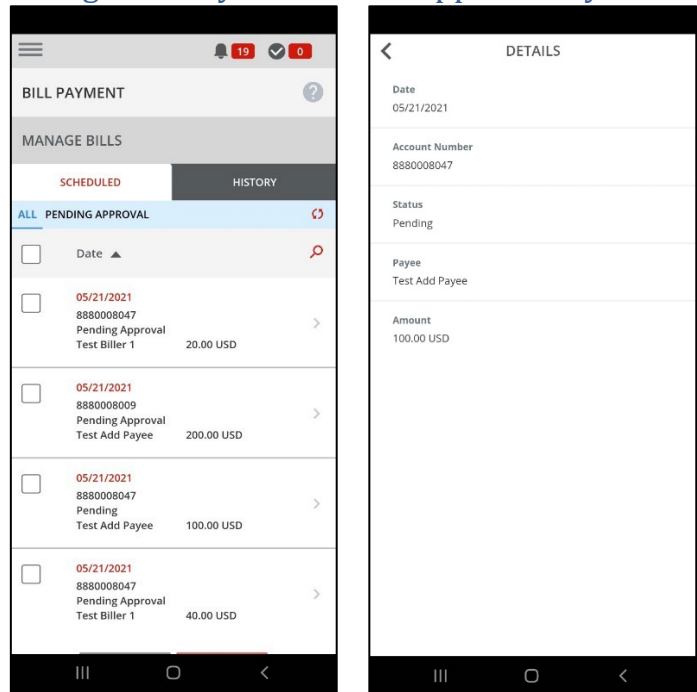 19 0
BILL PAYMENT ?
MANAGE BILLS
SCHEDULED HISTORY
ALL PENDING APPROVAL
Date ▲
05/21/2021
8880008047
Pending Approval
Test Biller 1 20.00 USD
05/21/2021
8880008009
Pending Approval
Test Add Payee 200.00 USD
05/21/2021
8880008047
Pending
Test Add Payee 100.00 USD
05/21/2021
8880008047
Pending Approval
Test Biller 1 40.00 USD
DETAILS
Date
05/21/2021
Account Number
8880008047
Status
Pending
Payee
Test Add Payee
Amount
100.00 USD